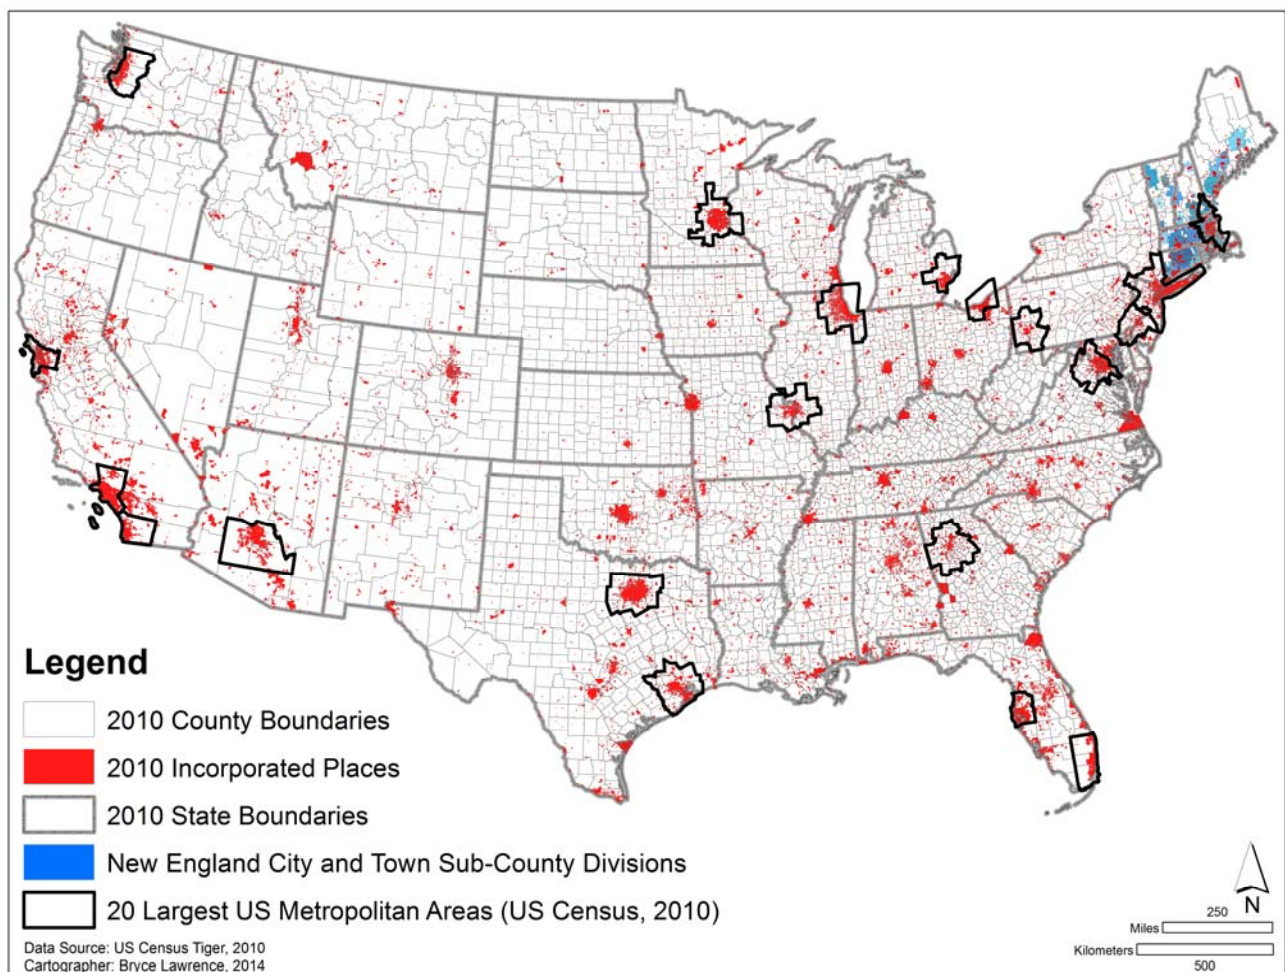 Legend
2010 County Boundaries
2010 Incorporated Places
2010 State Boundaries
New England City and Town Sub-County Divisions
20 Largest US Metropolitan Areas (US Census, 2010)
Data Source: US Census Tiger, 2010
Cartographer: Bryce Lawrence, 2014
N
250
Miles
Kilometers
500